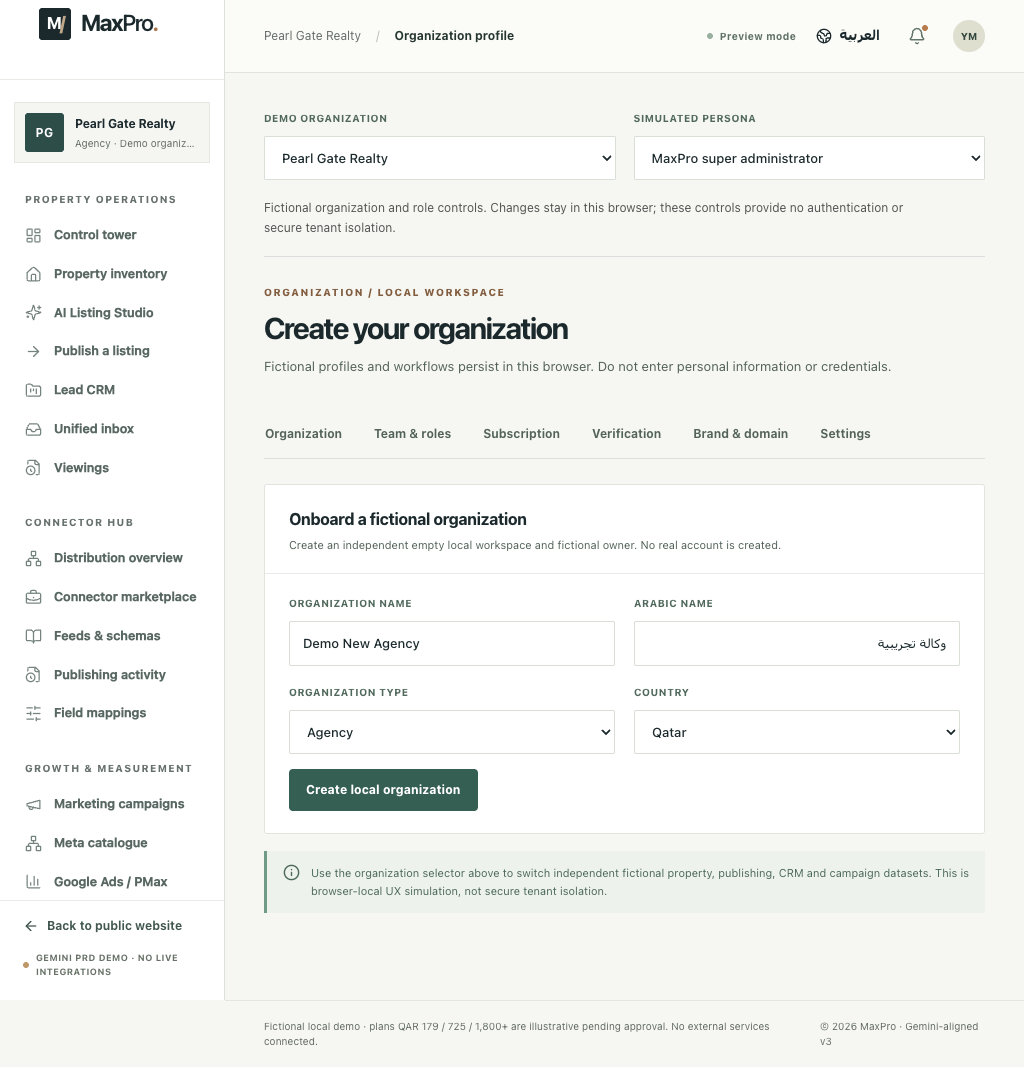 M/ MaxPro.
Pearl Gate Realty / Organization profile
Preview mode
العربية
YM
PG
Pearl Gate Realty
Agency · Demo organiz...
PROPERTY OPERATIONS
Control tower
Property inventory
AI Listing Studio
Publish a listing
Lead CRM
Unified inbox
Viewings
CONNECTOR HUB
Distribution overview
Connector marketplace
Feeds & schemas
Publishing activity
Field mappings
GROWTH & MEASUREMENT
Marketing campaigns
Meta catalogue
Google Ads / PMax
Back to public website
GEMINI PRD DEMO · NO LIVE
INTEGRATIONS
DEMO ORGANIZATION
Pearl Gate Realty
SIMULATED PERSONA
MaxPro super administrator
Fictional organization and role controls. Changes stay in this browser; these controls provide no authentication or
secure tenant isolation.
ORGANIZATION / LOCAL WORKSPACE
Create your organization
Fictional profiles and workflows persist in this browser. Do not enter personal information or credentials.
Organization Team & roles Subscription Verification Brand & domain Settings
Onboard a fictional organization
Create an independent empty local workspace and fictional owner. No real account is created.
ORGANIZATION NAME
Demo New Agency
ARABIC NAME
وكالة تجريبية
ORGANIZATION TYPE
Agency
COUNTRY
Qatar
Create local organization
Use the organization selector above to switch independent fictional property, publishing, CRM and campaign datasets. This is
browser-local UX simulation, not secure tenant isolation.
Fictional local demo · plans QAR 179 / 725 / 1,800+ are illustrative pending approval. No external services
connected.
© 2026 MaxPro · Gemini-aligned
v3